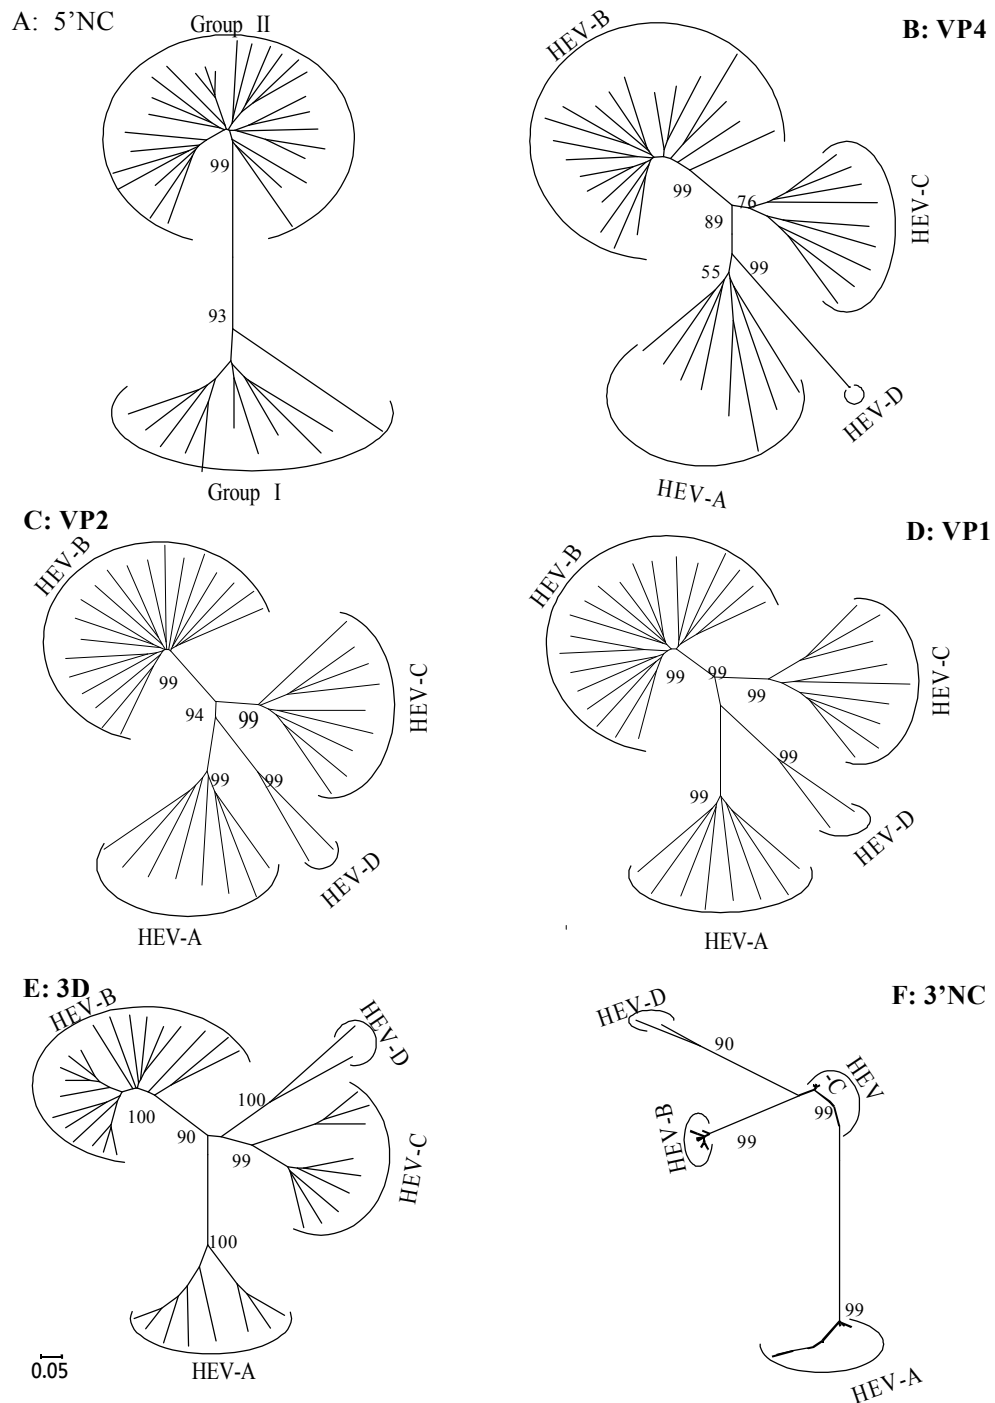 A: 5’NC
Group II
99
93
Group I
B: VP4
HEV-B
99
76
HEV-C
89
55
99
HEV-D
HEV-A
C: VP2
HEV-B
99
94
99
HEV-C
99
99
HEV-D
HEV-A
D: VP1
HEV-B
99
99
99
HEV-C
99
99
HEV-D
HEV-A
E: 3D
HEV-B
HEV-D
100
100
90
99
HEV-C
100
HEV-A
0.05
F: 3’NC
HEV-D
90
HEV
-C
99
HEV-B
99
99
HEV-A